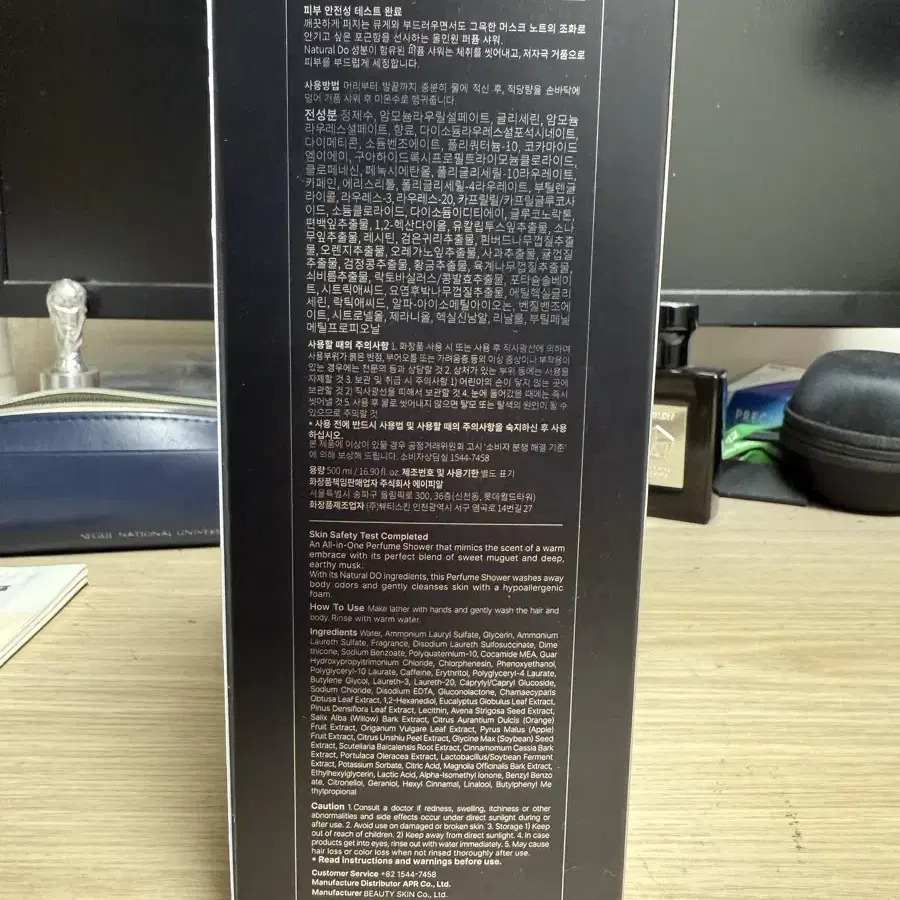 피부 안전성 테스트 완료
깨끗하게 퍼지는 뮤게와 부드러우면서도 그윽한 머스크 노트의 조화로
안기고 싶은 포근함을 선사하는 올인원 퍼퓸 샤워.
Natural Do 성분이 함유된 퍼퓸 샤워는 체취를 씻어내고, 저자극 거품으로
피부를 부드럽게 세정합니다.
사용방법 머리부터 발끝까지 충분히 물에 적신 후, 적당량을 손바닥에
덜어 거품 샤워 후 미온수로 헹궈줍니다.
전성분 정제수, 암모늄라우릴설페이트, 글리세린, 암모늄
라우레스설페이트, 향료, 다이소듐라우레스설포석시네이트,
다이메티콘, 소듐벤조에이트, 폴리쿼터늄-10, 코카마이드
엠이에이, 구아하이드록시프로필트라이모늄클로라이드,
클로페네신, 페녹시에탄올, 폴리글리세릴-10라우레이트,
카페인, 에리스리톨, 폴리글리세릴-4라우레이트, 부틸렌글
라이콜, 라우레스-3, 라우레스-20, 카프릴릴/카프릴글루코사
이드, 소듐클로라이드, 다이소듐이디티에이, 글루코노락톤,
편백잎추출물, 1,2-헥산다이올, 유칼립투스잎추출물, 소나
무잎추출물, 레시틴, 검은귀리추출물, 흰버드나무껍질추출
물, 오렌지추출물, 오레가노잎추출물, 사과추출물, 귤껍질
추출물, 검정콩추출물, 황금추출물, 육계나무껍질추출물,
쇠비름추출물, 락토바실러스/콩발효추출물, 포타슘솔베이
트, 시트릭애씨드, 요엽후박나무껍질추출물, 에틸헥실글리
세린, 락틱애씨드, 알파-아이소메틸아이오논, 벤질벤조에
이트, 시트로넬올, 제라니올, 헥실신남알, 리날룰, 부틸페닐
메틸프로피오날
사용할 때의 주의사항 1. 화장품 사용 시 또는 사용 후 직사광선에 의하여
사용부위가 붉은 반점, 부어오름 또는 가려움증 등의 이상 증상이나 부작용이
있는 경우에는 전문의 등과 상담할 것 2. 상처가 있는 부위 등에는 사용을
자제할 것 3. 보관 및 취급 시 주의사항 1) 어린이의 손이 닿지 않는 곳에
보관할 것 2) 직사광선을 피해서 보관할 것 4. 눈에 들어갔을 때에는 즉시
씻어낼 것 5. 사용 후 물로 씻어내지 않으면 탈모 또는 탈색의 원인이 될 수
있으므로 주의할 것
* 사용 전에 반드시 사용법 및 사용할 때의 주의사항을 숙지하신 후 사용
하십시오.
본 제품에 이상이 있을 경우 공정거래위원회 고시 '소비자 분쟁 해결 기준'
에 의해 보상해 드립니다. 소비자상담실 1544-7458
용량 500 ml / 16.90 fl. oz. 제조번호 및 사용기한 별도 표기
화장품책임판매업자 주식회사 에이피알
서울특별시 송파구 올림픽로 300, 36층(신천동, 롯데월드타워)
화장품제조업자 (주)뷰티스킨 인천광역시 서구 염곡로 14번길 27
Skin Safety Test Completed
An All-in-One Perfume Shower that mimics the scent of a warm
embrace with its perfect blend of sweet muguet and deep,
earthy musk.
With its Natural DO ingredients, this Perfume Shower washes away
body odors and gently cleanses skin with a hypoallergenic
foam.
How To Use Make lather with hands and gently wash the hair and
body. Rinse with warm water.
Ingredients Water, Ammonium Lauryl Sulfate, Glycerin, Ammonium
Laureth Sulfate, Fragrance, Disodium Laureth Sulfosuccinate, Dime
thicone, Sodium Benzoate, Polyquaternium-10, Cocamide MEA, Guar
Hydroxypropyltrimonium Chloride, Chlorphenesin, Phenoxyethanol,
Polyglyceryl-10 Laurate, Caffeine, Erythritol, Polyglyceryl-4 Laurate,
Butylene Glycol, Laureth-3, Laureth-20, Caprylyl/Capryl Glucoside,
Sodium Chloride, Disodium EDTA, Gluconolactone, Chamaecyparis
Obtusa Leaf Extract, 1,2-Hexanediol, Eucalyptus Globulus Leaf Extract,
Pinus Densiflora Leaf Extract, Lecithin, Avena Strigosa Seed Extract,
Salix Alba (Willow) Bark Extract, Citrus Aurantium Dulcis (Orange)
Fruit Extract, Origanum Vulgare Leaf Extract, Pyrus Malus (Apple)
Fruit Extract, Citrus Unshiu Peel Extract, Glycine Max (Soybean) Seed
Extract, Scutellaria Baicalensis Root Extract, Cinnamomum Cassia Bark
Extract, Portulaca Oleracea Extract, Lactobacillus/Soybean Ferment
Extract, Potassium Sorbate, Citric Acid, Magnolia Officinalis Bark Extract,
Ethylhexylglycerin, Lactic Acid, Alpha-Isomethyl Ionone, Benzyl Benzo
ate, Citronellol, Geraniol, Hexyl Cinnamal, Linalool, Butylphenyl Me
thylpropional
Caution 1. Consult a doctor if redness, swelling, itchiness or other
abnormalities and side effects occur under direct sunlight during or
after use. 2. Avoid use on damaged or broken skin. 3. Storage 1) Keep
out of reach of children. 2) Keep away from direct sunlight. 4. In case
products get into eyes, rinse out with water immediately. 5. May cause
hair loss or color loss when not rinsed thoroughly after use.
* Read instructions and warnings before use.
Customer Service +82 1544-7458
Manufacture Distributor APR Co., Ltd.
Manufacturer BEAUTY SKIN Co., Ltd.
SEOUL NATIONAL UNIVERS
PREC